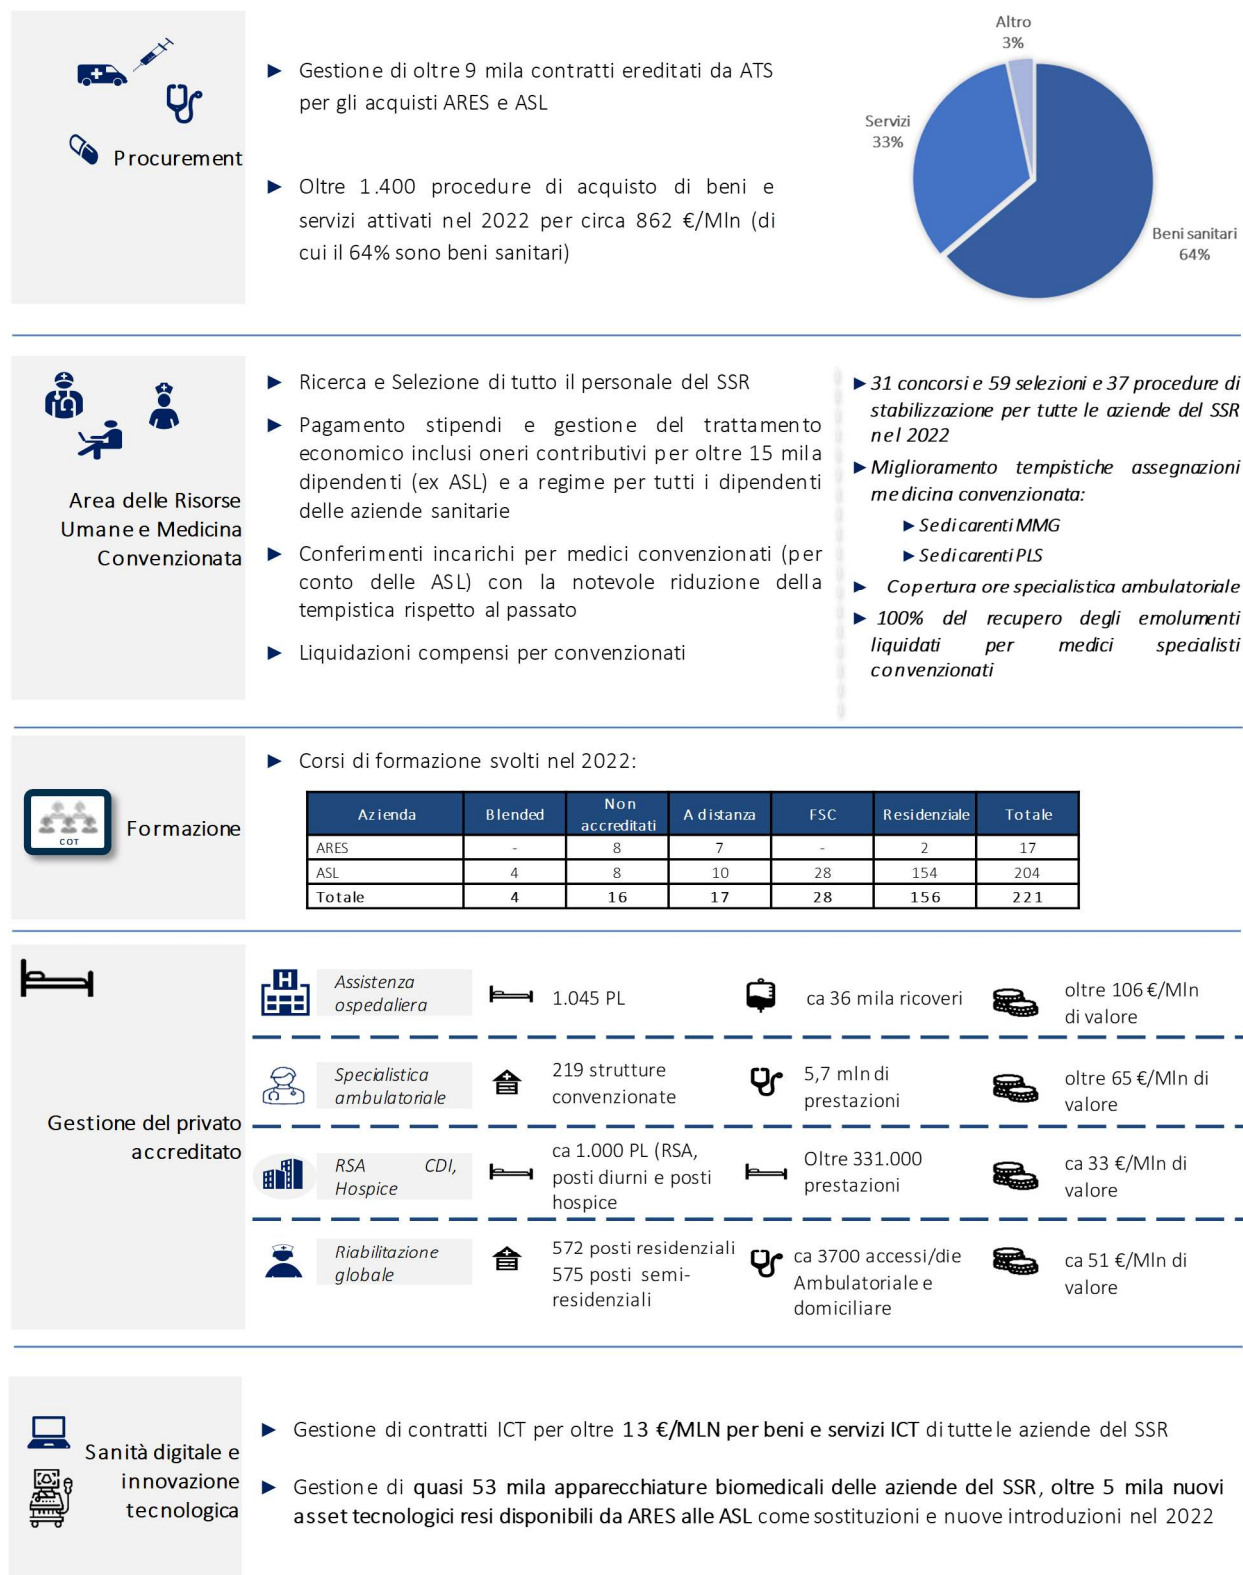 Procurement
► Gestione di oltre 9 mila contratti ereditati da ATS
per gli acquisti ARES e ASL
► Oltre 1.400 procedure di acquisto di beni e
servizi attivati nel 2022 per circa 862 €/Mln (di
cui il 64% sono beni sanitari)
Altro
3%
Servizi
33%
Beni sanitari
64%
Area delle Risorse
Umane e Medicina
Convenzionata
► Ricerca e Selezione di tutto il personale del SSR
► Pagamento stipendi e gestione del trattamento
economico inclusi oneri contributivi per oltre 15 mila
dipendenti (ex ASL) e a regime per tutti i dipendenti
delle aziende sanitarie
► Conferimenti incarichi per medici convenzionati (per
conto delle ASL) con la notevole riduzione della
tempistica rispetto al passato
► Liquidazioni compensi per convenzionati
► 31 concorsi e 59 selezioni e 37 procedure di
stabilizzazione per tutte le aziende del SSR
nel 2022
► Miglioramento tempistiche assegnazioni
medicina convenzionata:
► Sedi carenti MMG
► Sedi carenti PLS
► Copertura ore specialistica ambulatoriale
► 100% del recupero degli emolumenti
liquidati per medici specialisti
convenzionati
COT
Formazione
► Corsi di formazione svolti nel 2022:
Azienda Blended Non accreditati A distanza FSC Residenziale Totale
ARES - 8 7 - 2 17
ASL 4 8 10 28 154 204
Totale 4 16 17 28 156 221
Gestione del privato
accreditato
H
Assistenza
ospedaliera
1.045 PL
ca 36 mila ricoveri
oltre 106 €/Mln
di valore
Specialistica
ambulatoriale
219 strutture
convenzionate
5,7 mln di
prestazioni
oltre 65 €/Mln di
valore
RSA CDI,
Hospice
ca 1.000 PL (RSA,
posti diurni e posti
hospice
Oltre 331.000
prestazioni
ca 33 €/Mln di
valore
Riabilitazione
globale
572 posti residenziali
575 posti semi-
residenziali
ca 3700 accessi/die
Ambulatoriale e
domiciliare
ca 51 €/Mln di
valore
Sanità digitale e
innovazione
tecnologica
► Gestione di contratti ICT per oltre 13 €/MLN per beni e servizi ICT di tutte le aziende del SSR
► Gestione di quasi 53 mila apparecchiature biomedicali delle aziende del SSR, oltre 5 mila nuovi
asset tecnologici resi disponibili da ARES alle ASL come sostituzioni e nuove introduzioni nel 2022